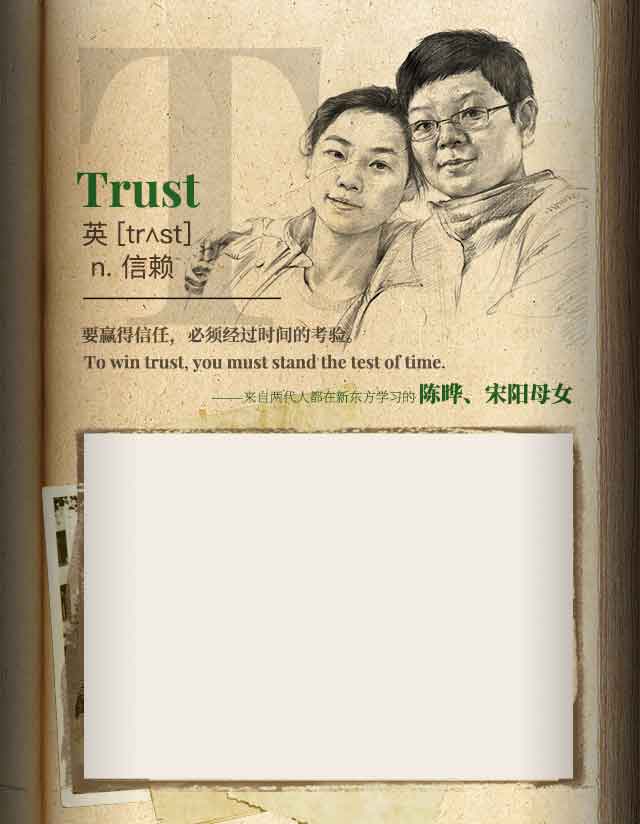 T
Trust
英 [trʌst]
n. 信赖
要赢得信任，必须经过时间的考验。
To win trust, you must stand the test of time.
——来自两代人都在新东方学习的 陈晔、宋阳母女